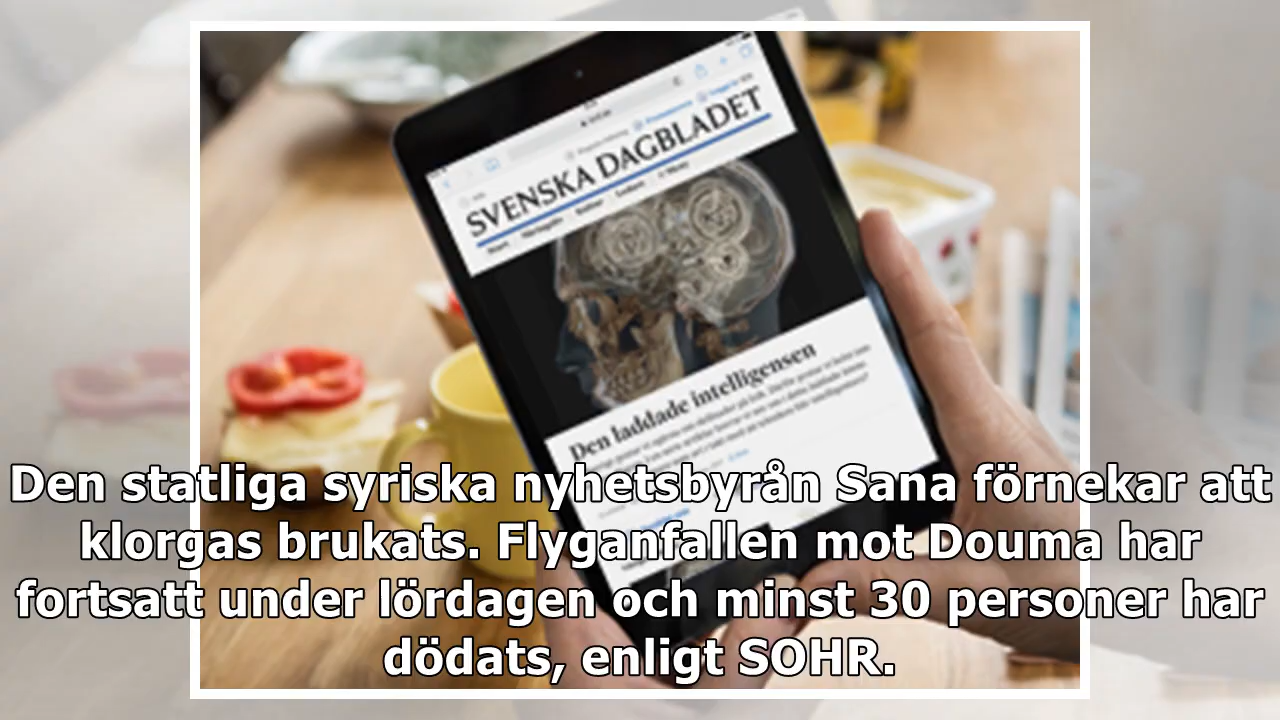 SVENSKA DAGBLADET
Den laddade intelligensen
Den statliga syriska nyhetsbyrån Sana förnekar att
klorgas brukats. Flyganfallen mot Douma har
fortsatt under lördagen och minst 30 personer har
dödats, enligt SOHR.